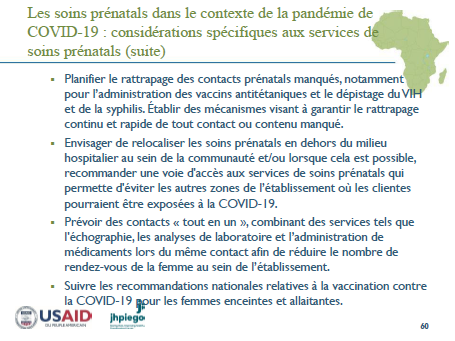 Les soins prénatals dans le contexte de la pandémie de
COVID-19 : considérations spécifiques aux services de
soins prénatals (suite)
▪ Planifier le rattrapage des contacts prénatals manqués, notamment
pour l'administration des vaccins antitétaniques et le dépistage du VIH
et de la syphilis. Établir des mécanismes visant à garantir le rattrapage
continu et rapide de tout contact ou contenu manqué.
▪ Envisager de relocaliser les soins prénatals en dehors du milieu
hospitalier au sein de la communauté et/ou lorsque cela est possible,
recommander une voie d'accès aux services de soins prénatals qui
permette d'éviter les autres zones de l'établissement où les clientes
pourraient être exposées à la COVID-19.
▪ Prévoir des contacts « tout en un », combinant des services tels que
l'échographie, les analyses de laboratoire et l'administration de
médicaments lors du même contact afin de réduire le nombre de
rendez-vous de la femme au sein de l'établissement.
▪ Suivre les recommandations nationales relatives à la vaccination contre
la COVID-19 pour les femmes enceintes et allaitantes.
USAID
jhpiego
60